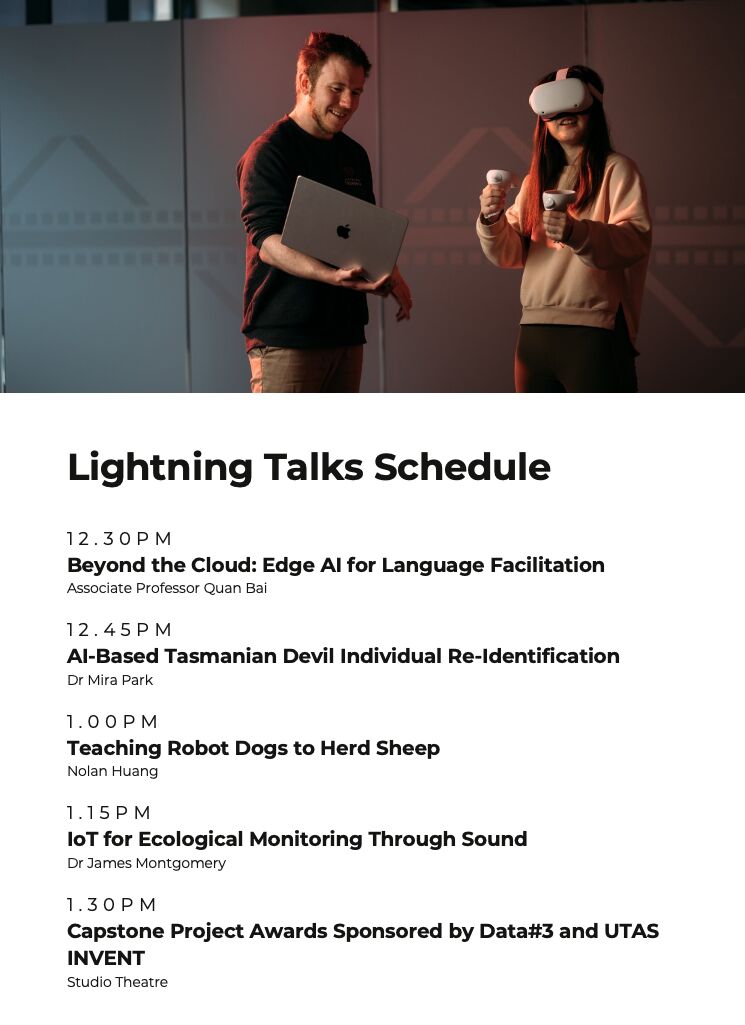 Lightning Talks Schedule
12.30PM
Beyond the Cloud: Edge AI for Language Facilitation
Associate Professor Quan Bai
12.45PM
AI-Based Tasmanian Devil Individual Re-Identification
Dr Mira Park
1.00PM
Teaching Robot Dogs to Herd Sheep
Nolan Huang
1.15PM
IoT for Ecological Monitoring Through Sound
Dr James Montgomery
1.30PM
Capstone Project Awards Sponsored by Data#3 and UTAS
INVENT
Studio Theatre